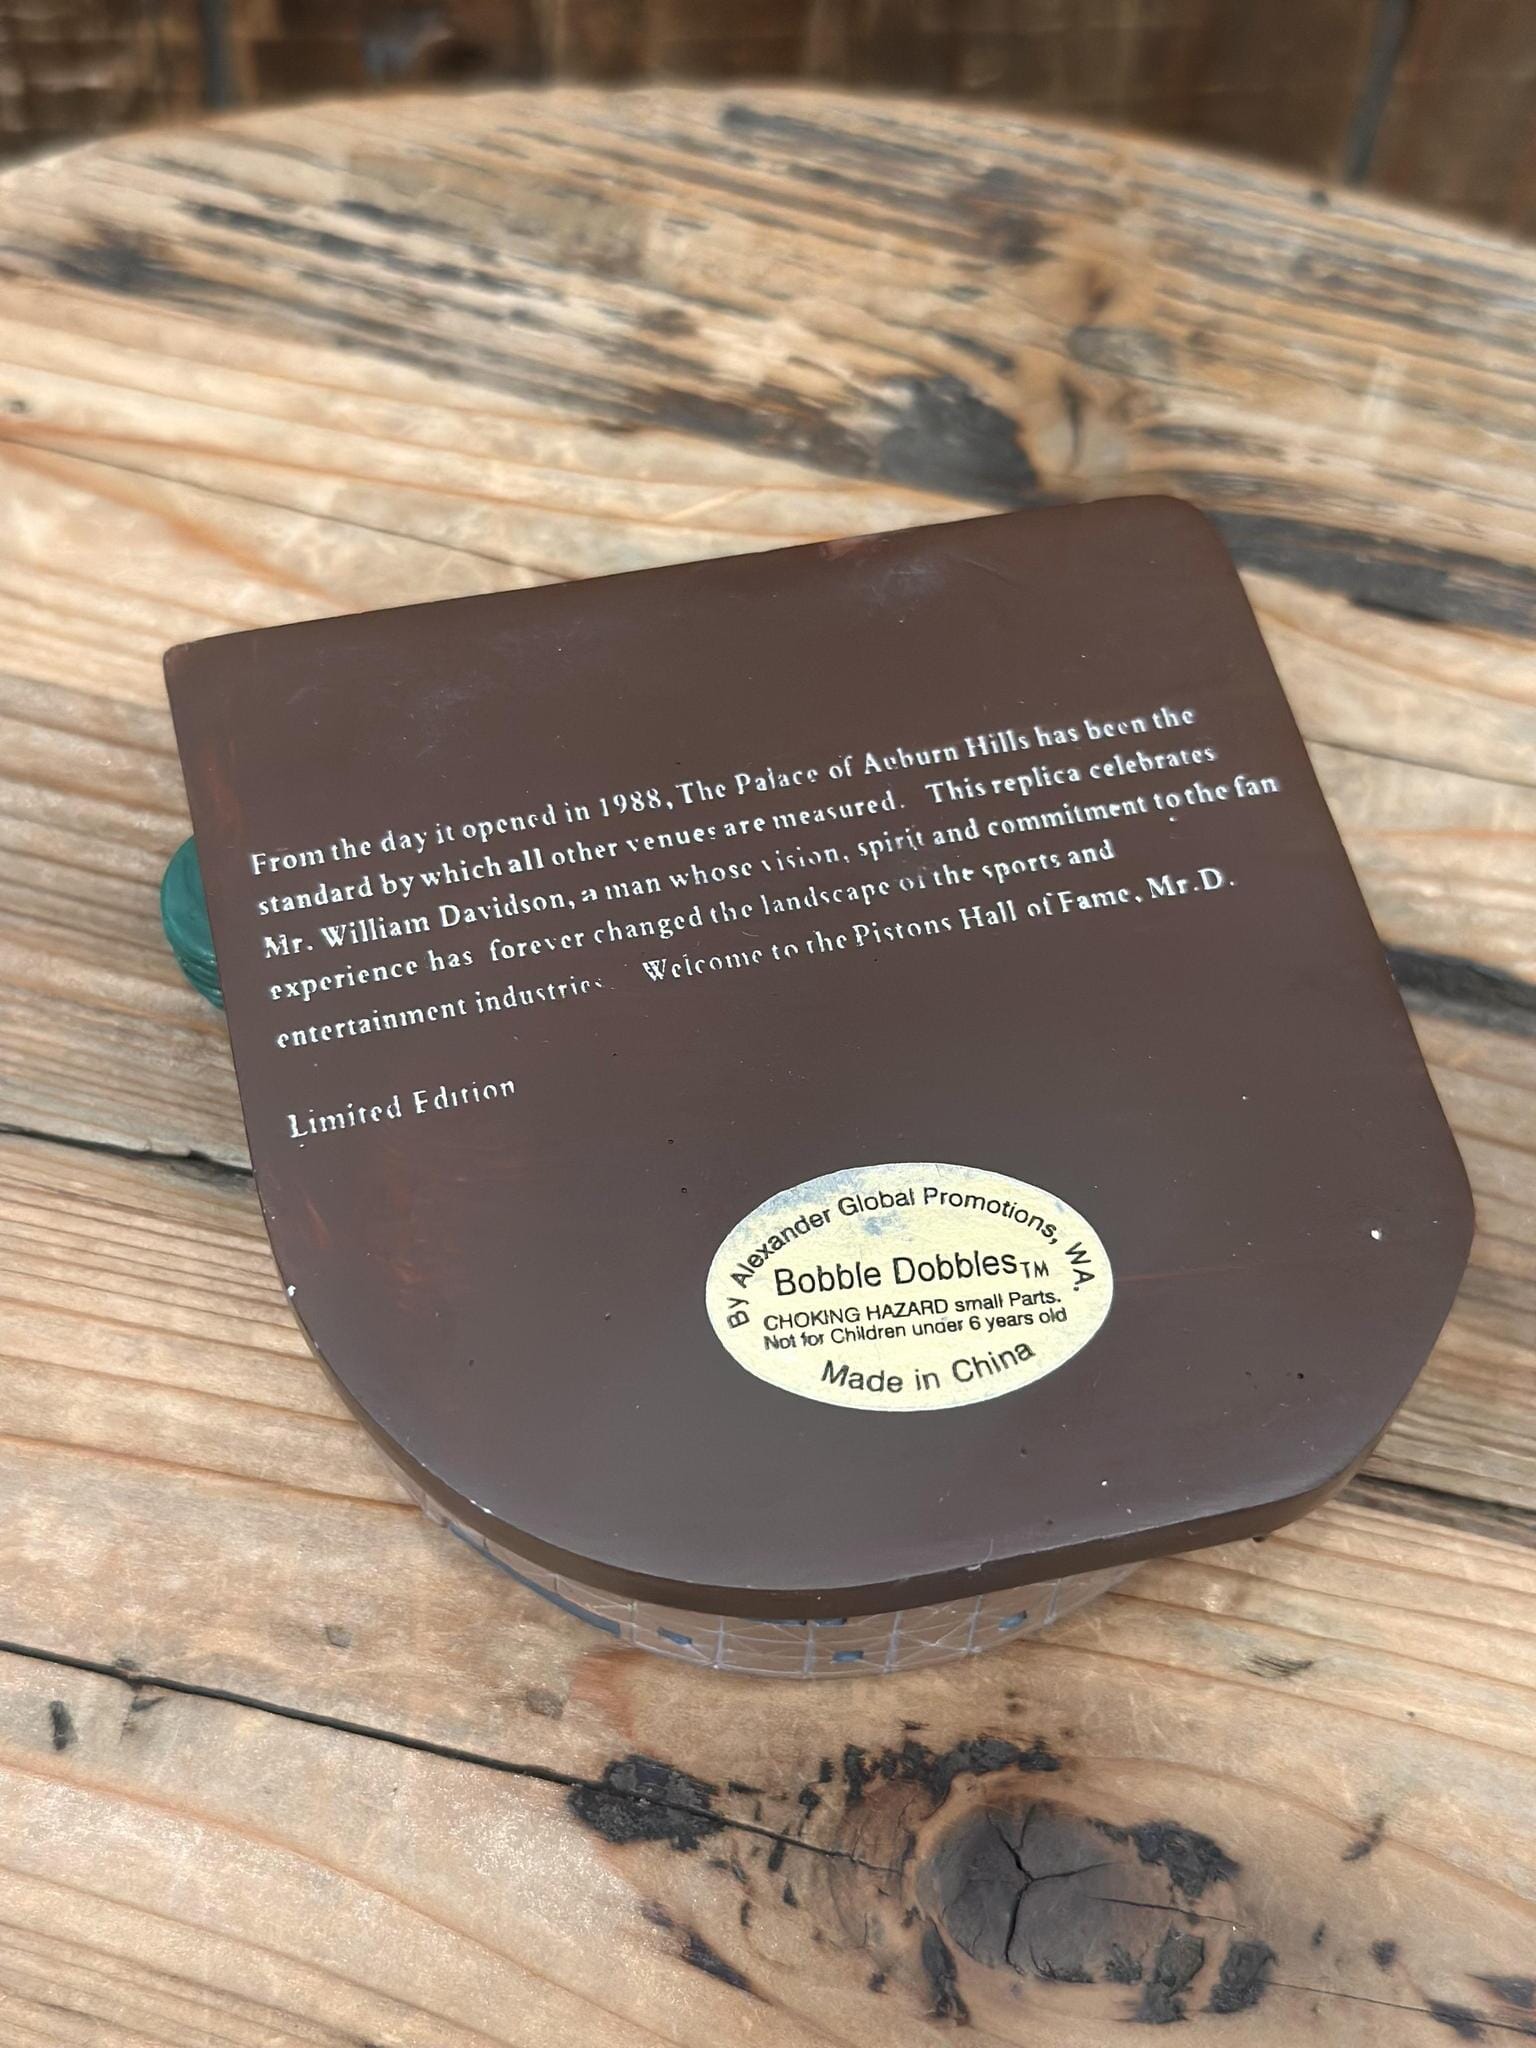 From the day it opened in 1988, The Palace of Auburn Hills has been the
standard by which all other venues are measured. This replica celebrates
Mr. William Davidson, a man whose vision, spirit and commitment to the fan
experience has forever changed the landscape of the sports and
entertainment industries. Welcome to the Pistons Hall of Fame, Mr.D.
Limited Edition
By Alexander Global Promotions, WA.
Bobble Dobbles TM
CHOKING HAZARD small Parts.
Not for Children under 6 years old
Made in China